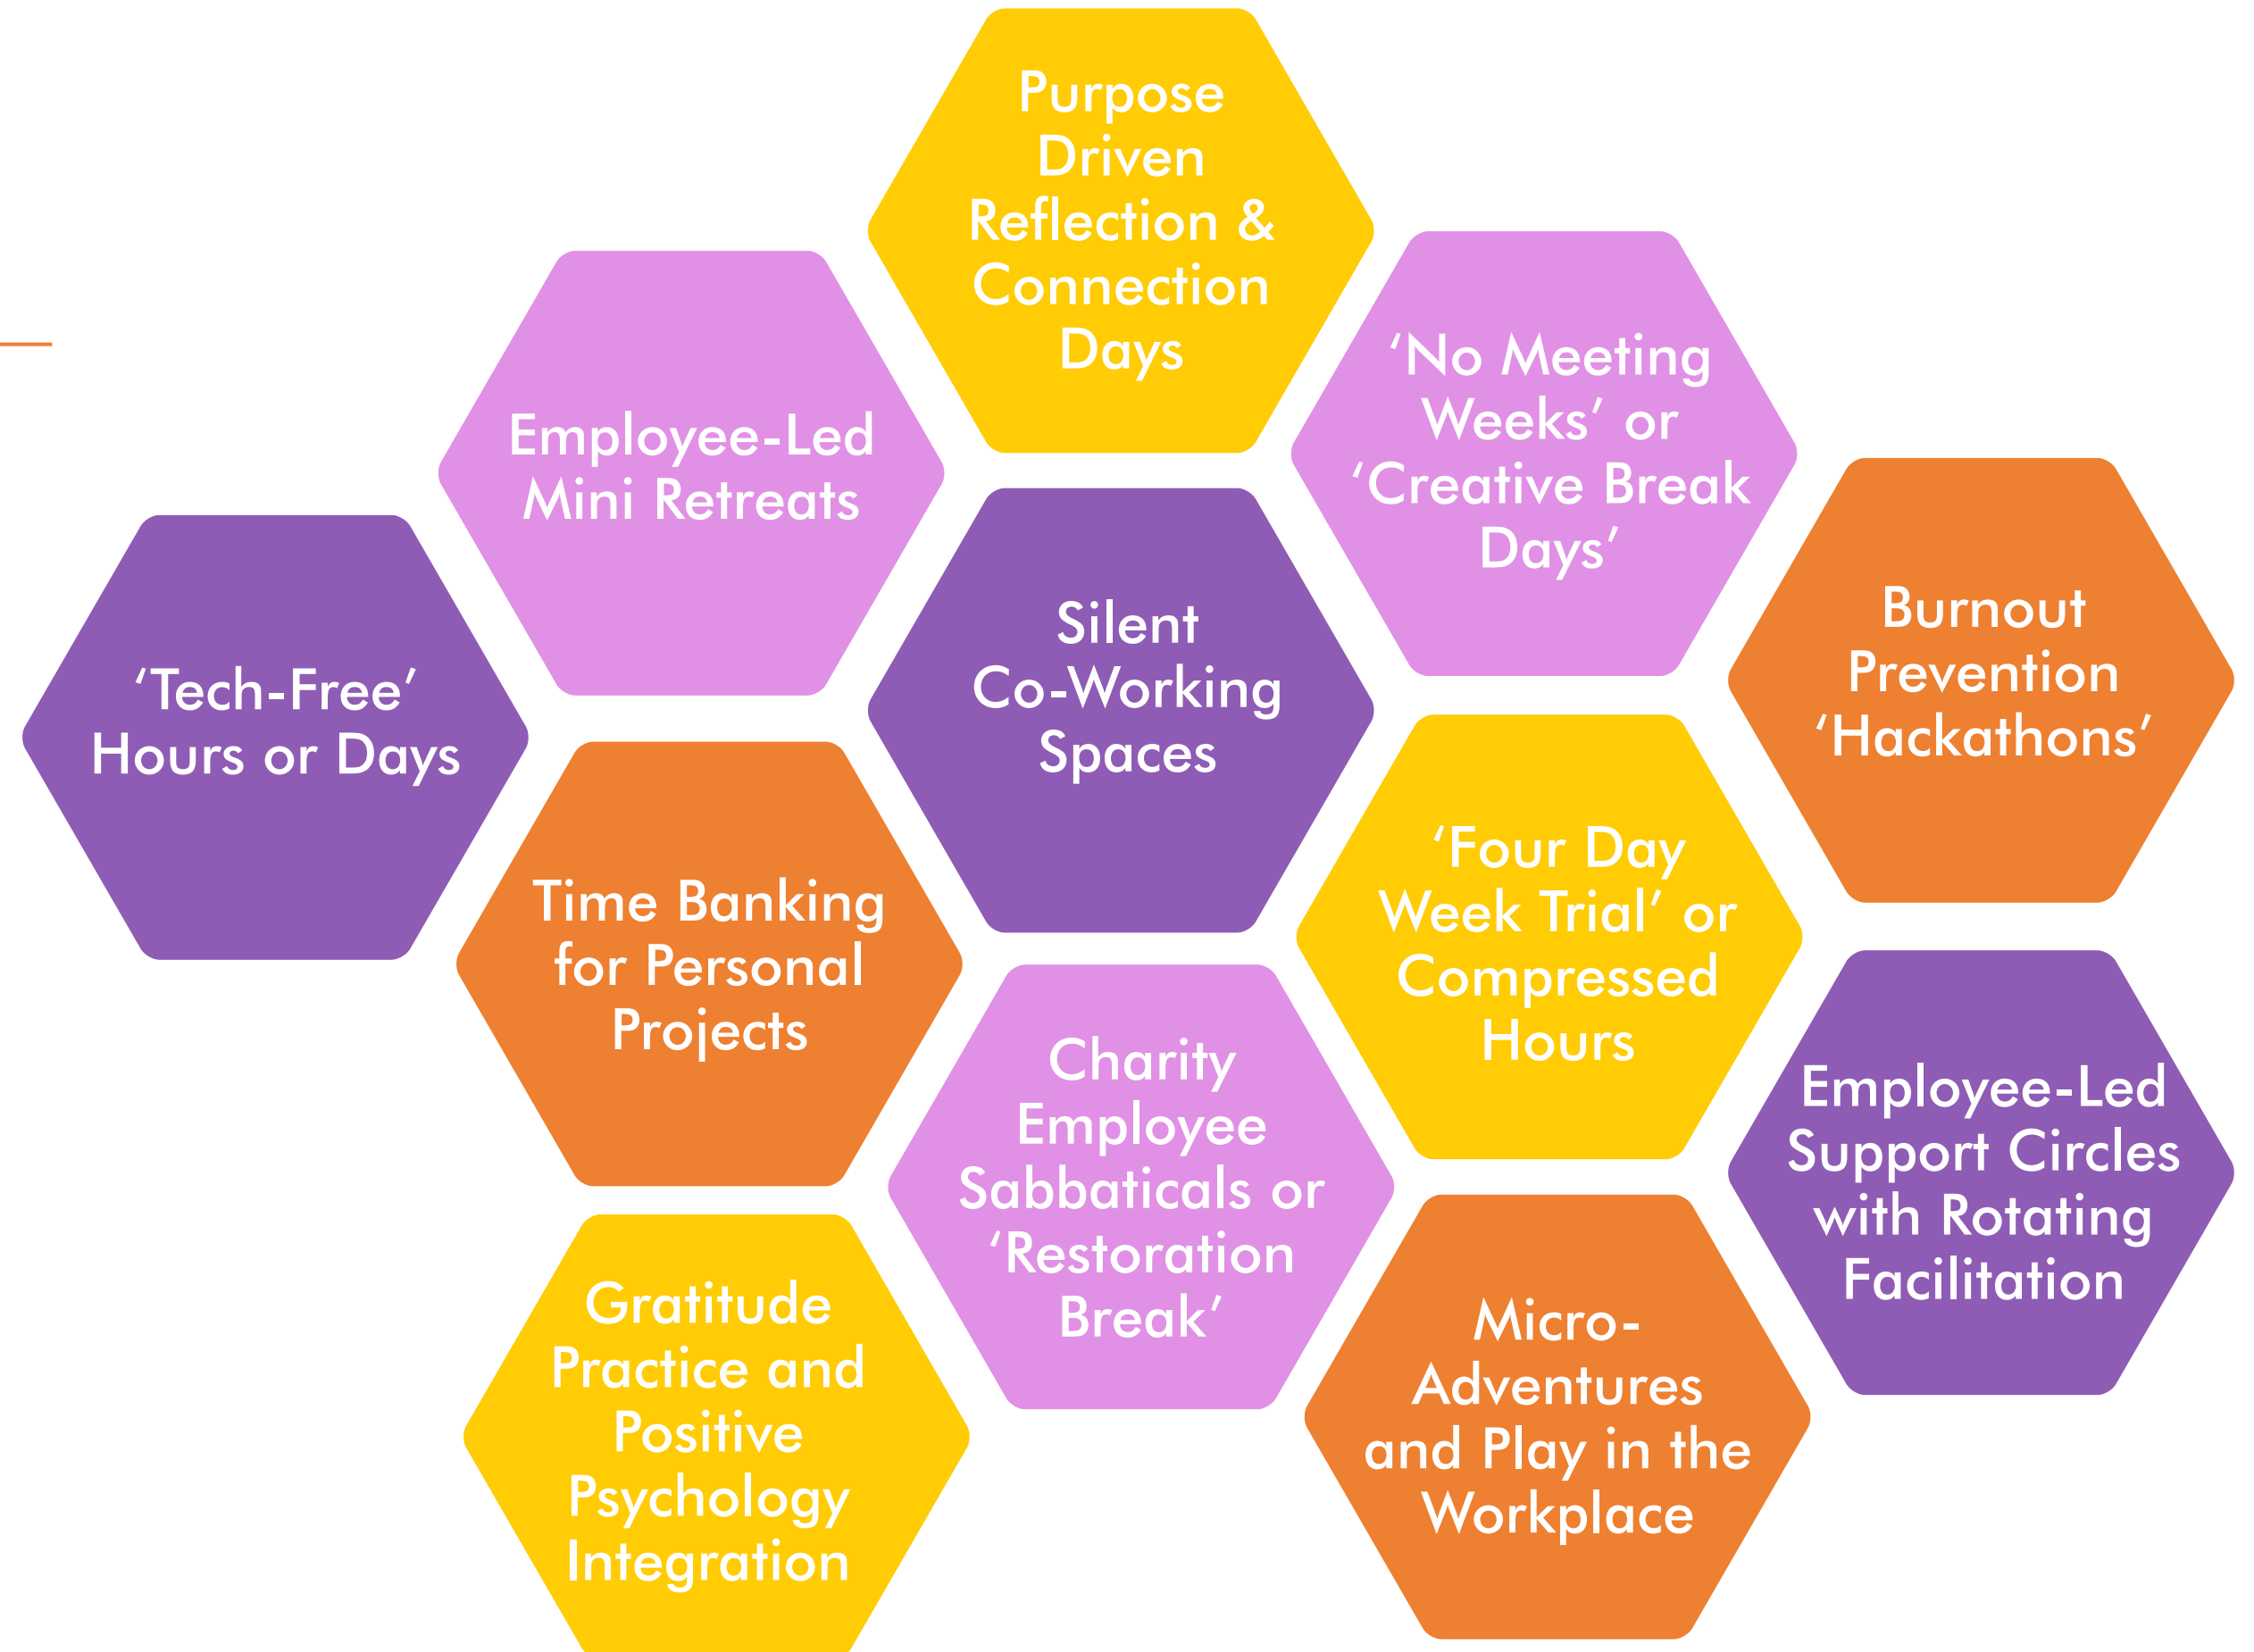 Purpose
Driven
Reflection &
Connection
Days
Employee-Led
Mini Retreats
‘No Meeting
Weeks’ or
‘Creative Break
Days’
‘Tech-Free’
Hours or Days
Silent
Co-Working
Spaces
Burnout
Prevention
‘Hackathons’
Time Banking
for Personal
Projects
‘Four Day
Week Trial’ or
Compressed
Hours
Charity
Employee
Sabbaticals or
‘Restoration
Break’
Employee-Led
Support Circles
with Rotating
Facilitation
Gratitude
Practice and
Positive
Psychology
Integration
Micro-
Adventures
and Play in the
Workplace